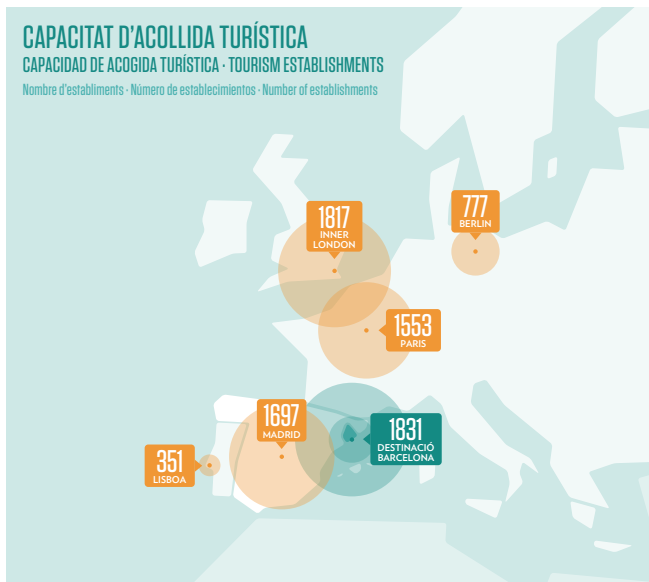 CAPACITAT D'ACOLLIDA TURÍSTICA
CAPACIDAD DE ACOGIDA TURÍSTICA · TOURISM ESTABLISHMENTS
Nombre d'establiments · Número de establecimientos · Number of establishments
777
BERLIN
1817
INNER
LONDON
1553
PARIS
1697
MADRID
1831
DESTINACIÓ
BARCELONA
351
LISBOA